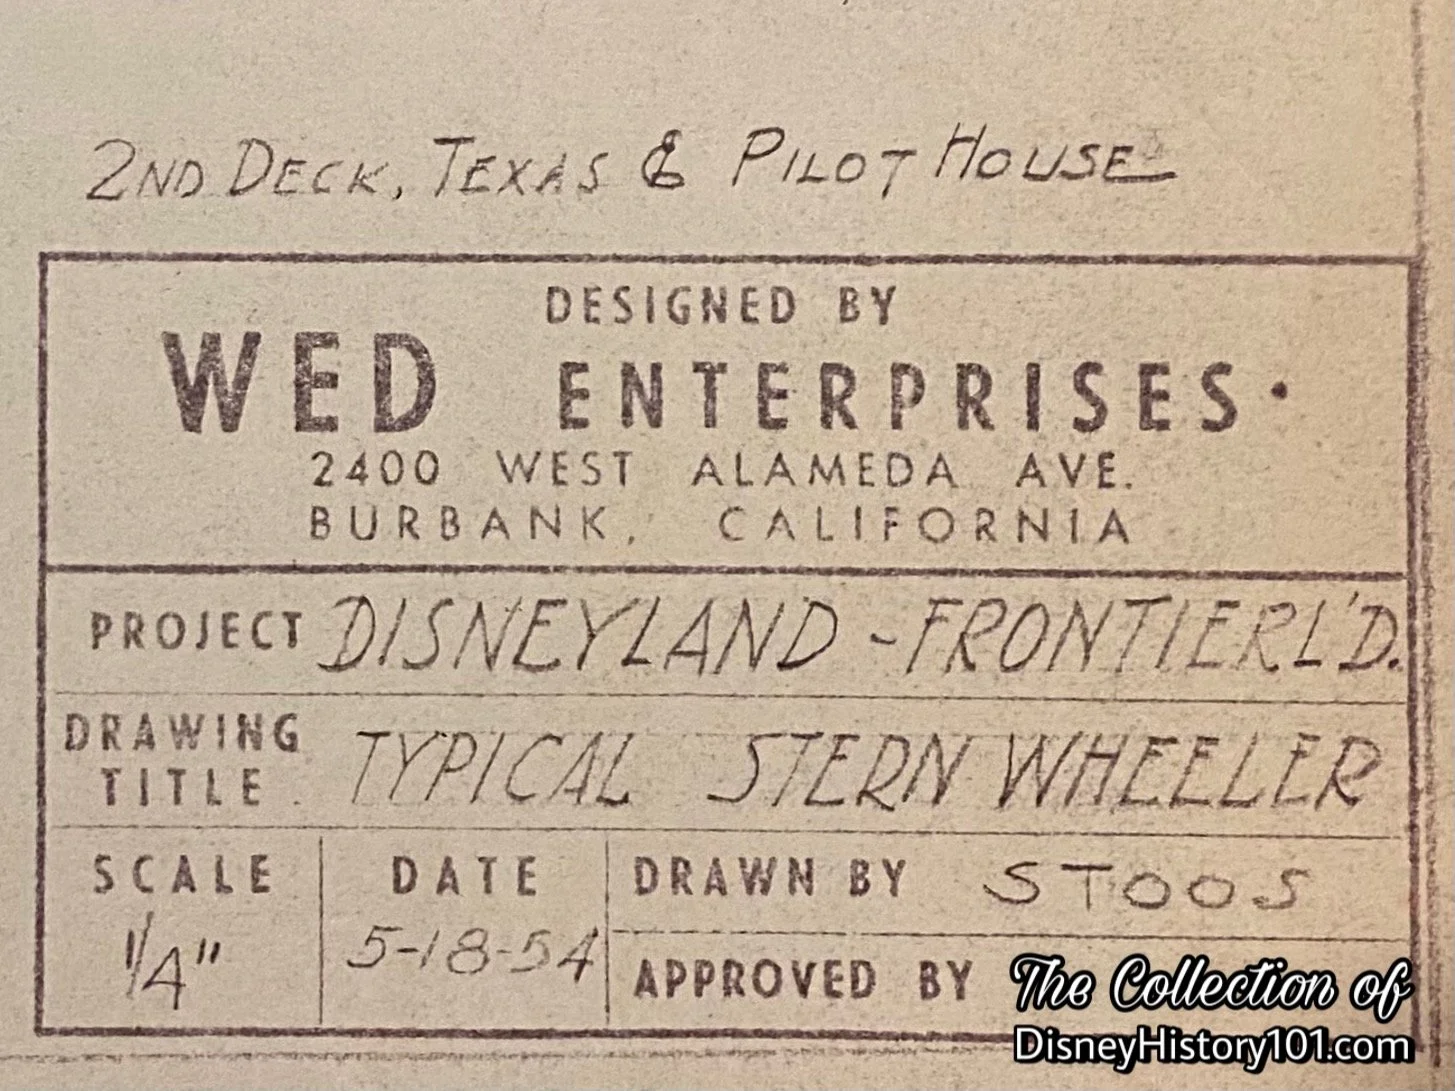 2ND DECK, TEXAS & PILOT HOUSE
DESIGNED BY
WED ENTERPRISES.
2400 WEST ALAMEDA AVE.
BURBANK, CALIFORNIA
PROJECT DISNEYLAND - FRONTIERL'D.
DRAWING TITLE. TYPICAL STERN WHEELER
SCALE 1/4"
DATE 5-18-54
DRAWN BY STOOS
APPROVED BY
The Collection of
DisneyHistory101.com